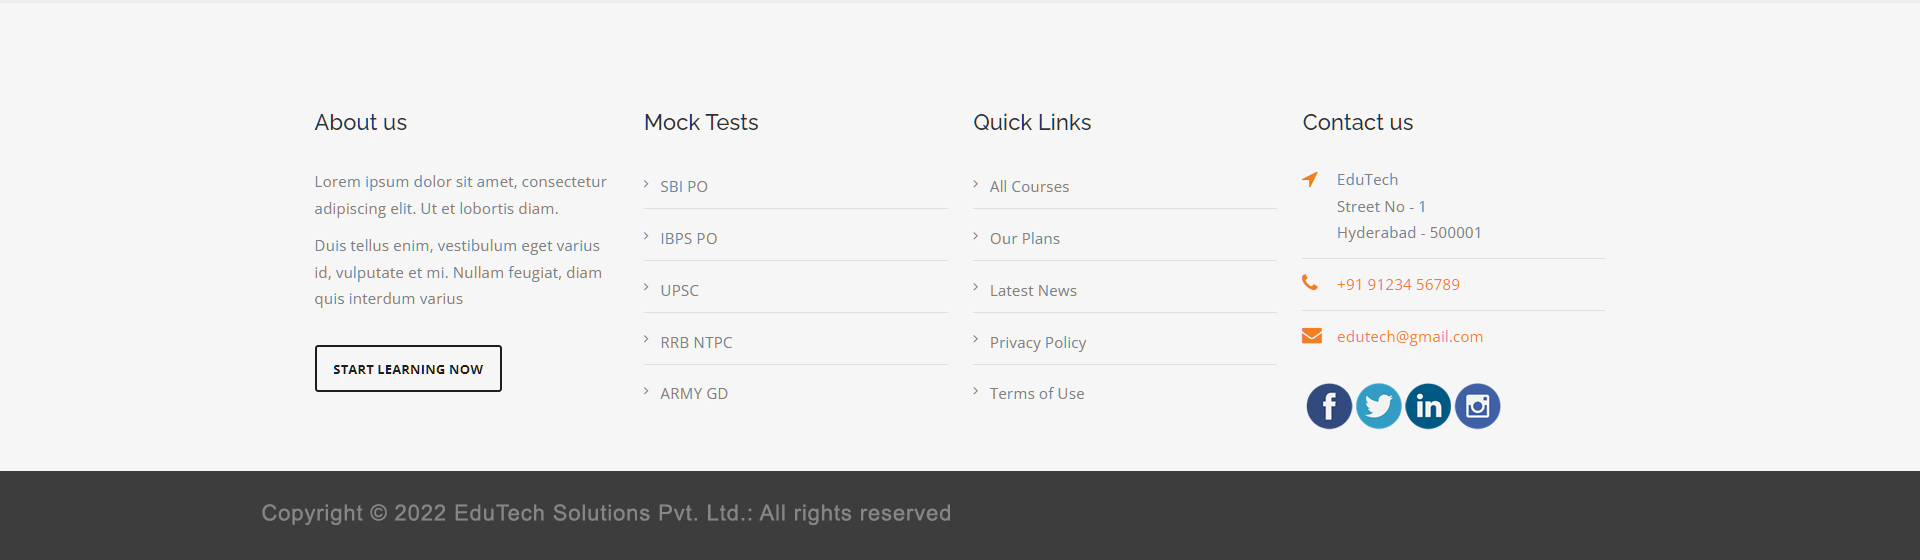 About us
Lorem ipsum dolor sit amet, consectetur
adipiscing elit. Ut et lobortis diam.
Duis tellus enim, vestibulum eget varius
id, vulputate et mi. Nullam feugiat, diam
quis interdum varius
START LEARNING NOW
Mock Tests
SBI PO
IBPS PO
UPSC
RRB NTPC
ARMY GD
Quick Links
All Courses
Our Plans
Latest News
Privacy Policy
Terms of Use
Contact us
EduTech
Street No - 1
Hyderabad - 500001
+91 91234 56789
edutech@gmail.com
Copyright © 2022 EduTech Solutions Pvt. Ltd.: All rights reserved